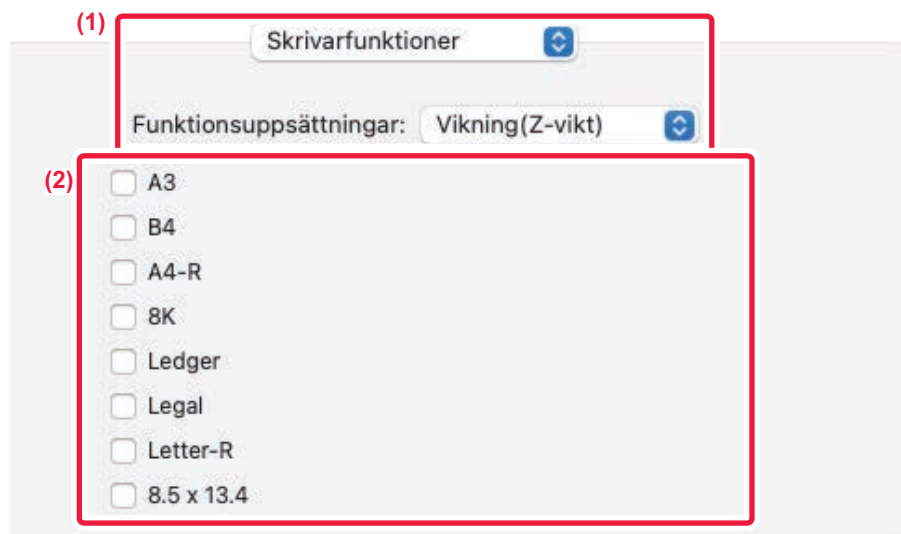 (1)
Skrivarfunktioner
Funktionsuppsättningar: Vikning(Z-vikt)
(2)
A3
B4
A4-R
8K
Ledger
Legal
Letter-R
8.5 x 13.4